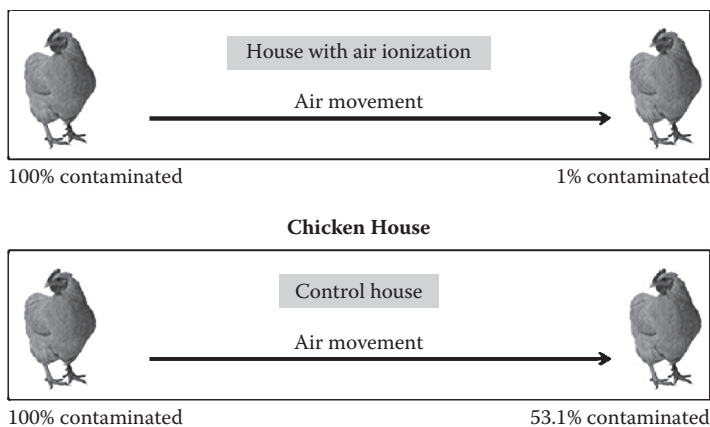 House with air ionization
Air movement
100% contaminated 1% contaminated
Chicken House
Control house
Air movement
100% contaminated 53.1% contaminated